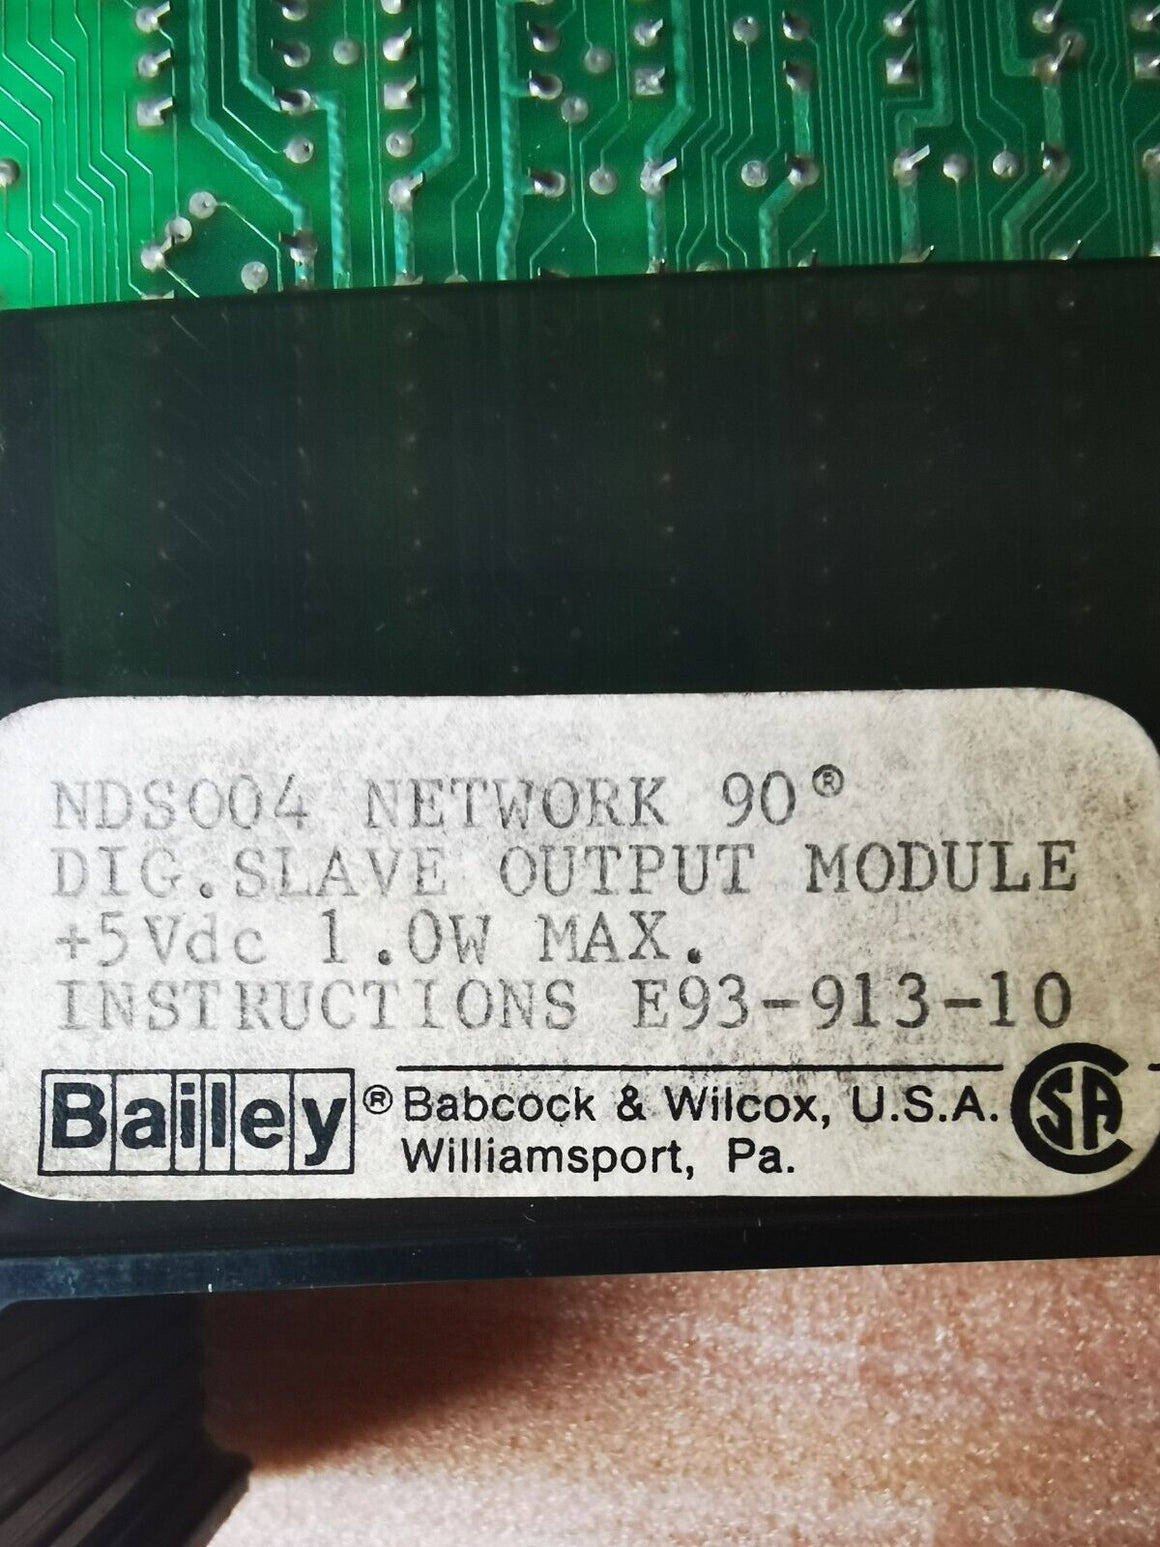 NDS004 NETWORK 90®
DIG.SLAVE OUTPUT MODULE
+5Vdc 1.0W MAX.
INSTRUCTIONS E93-913-10
Bailey® Babcock & Wilcox, U.S.A.
Williamsport, Pa.
CSA